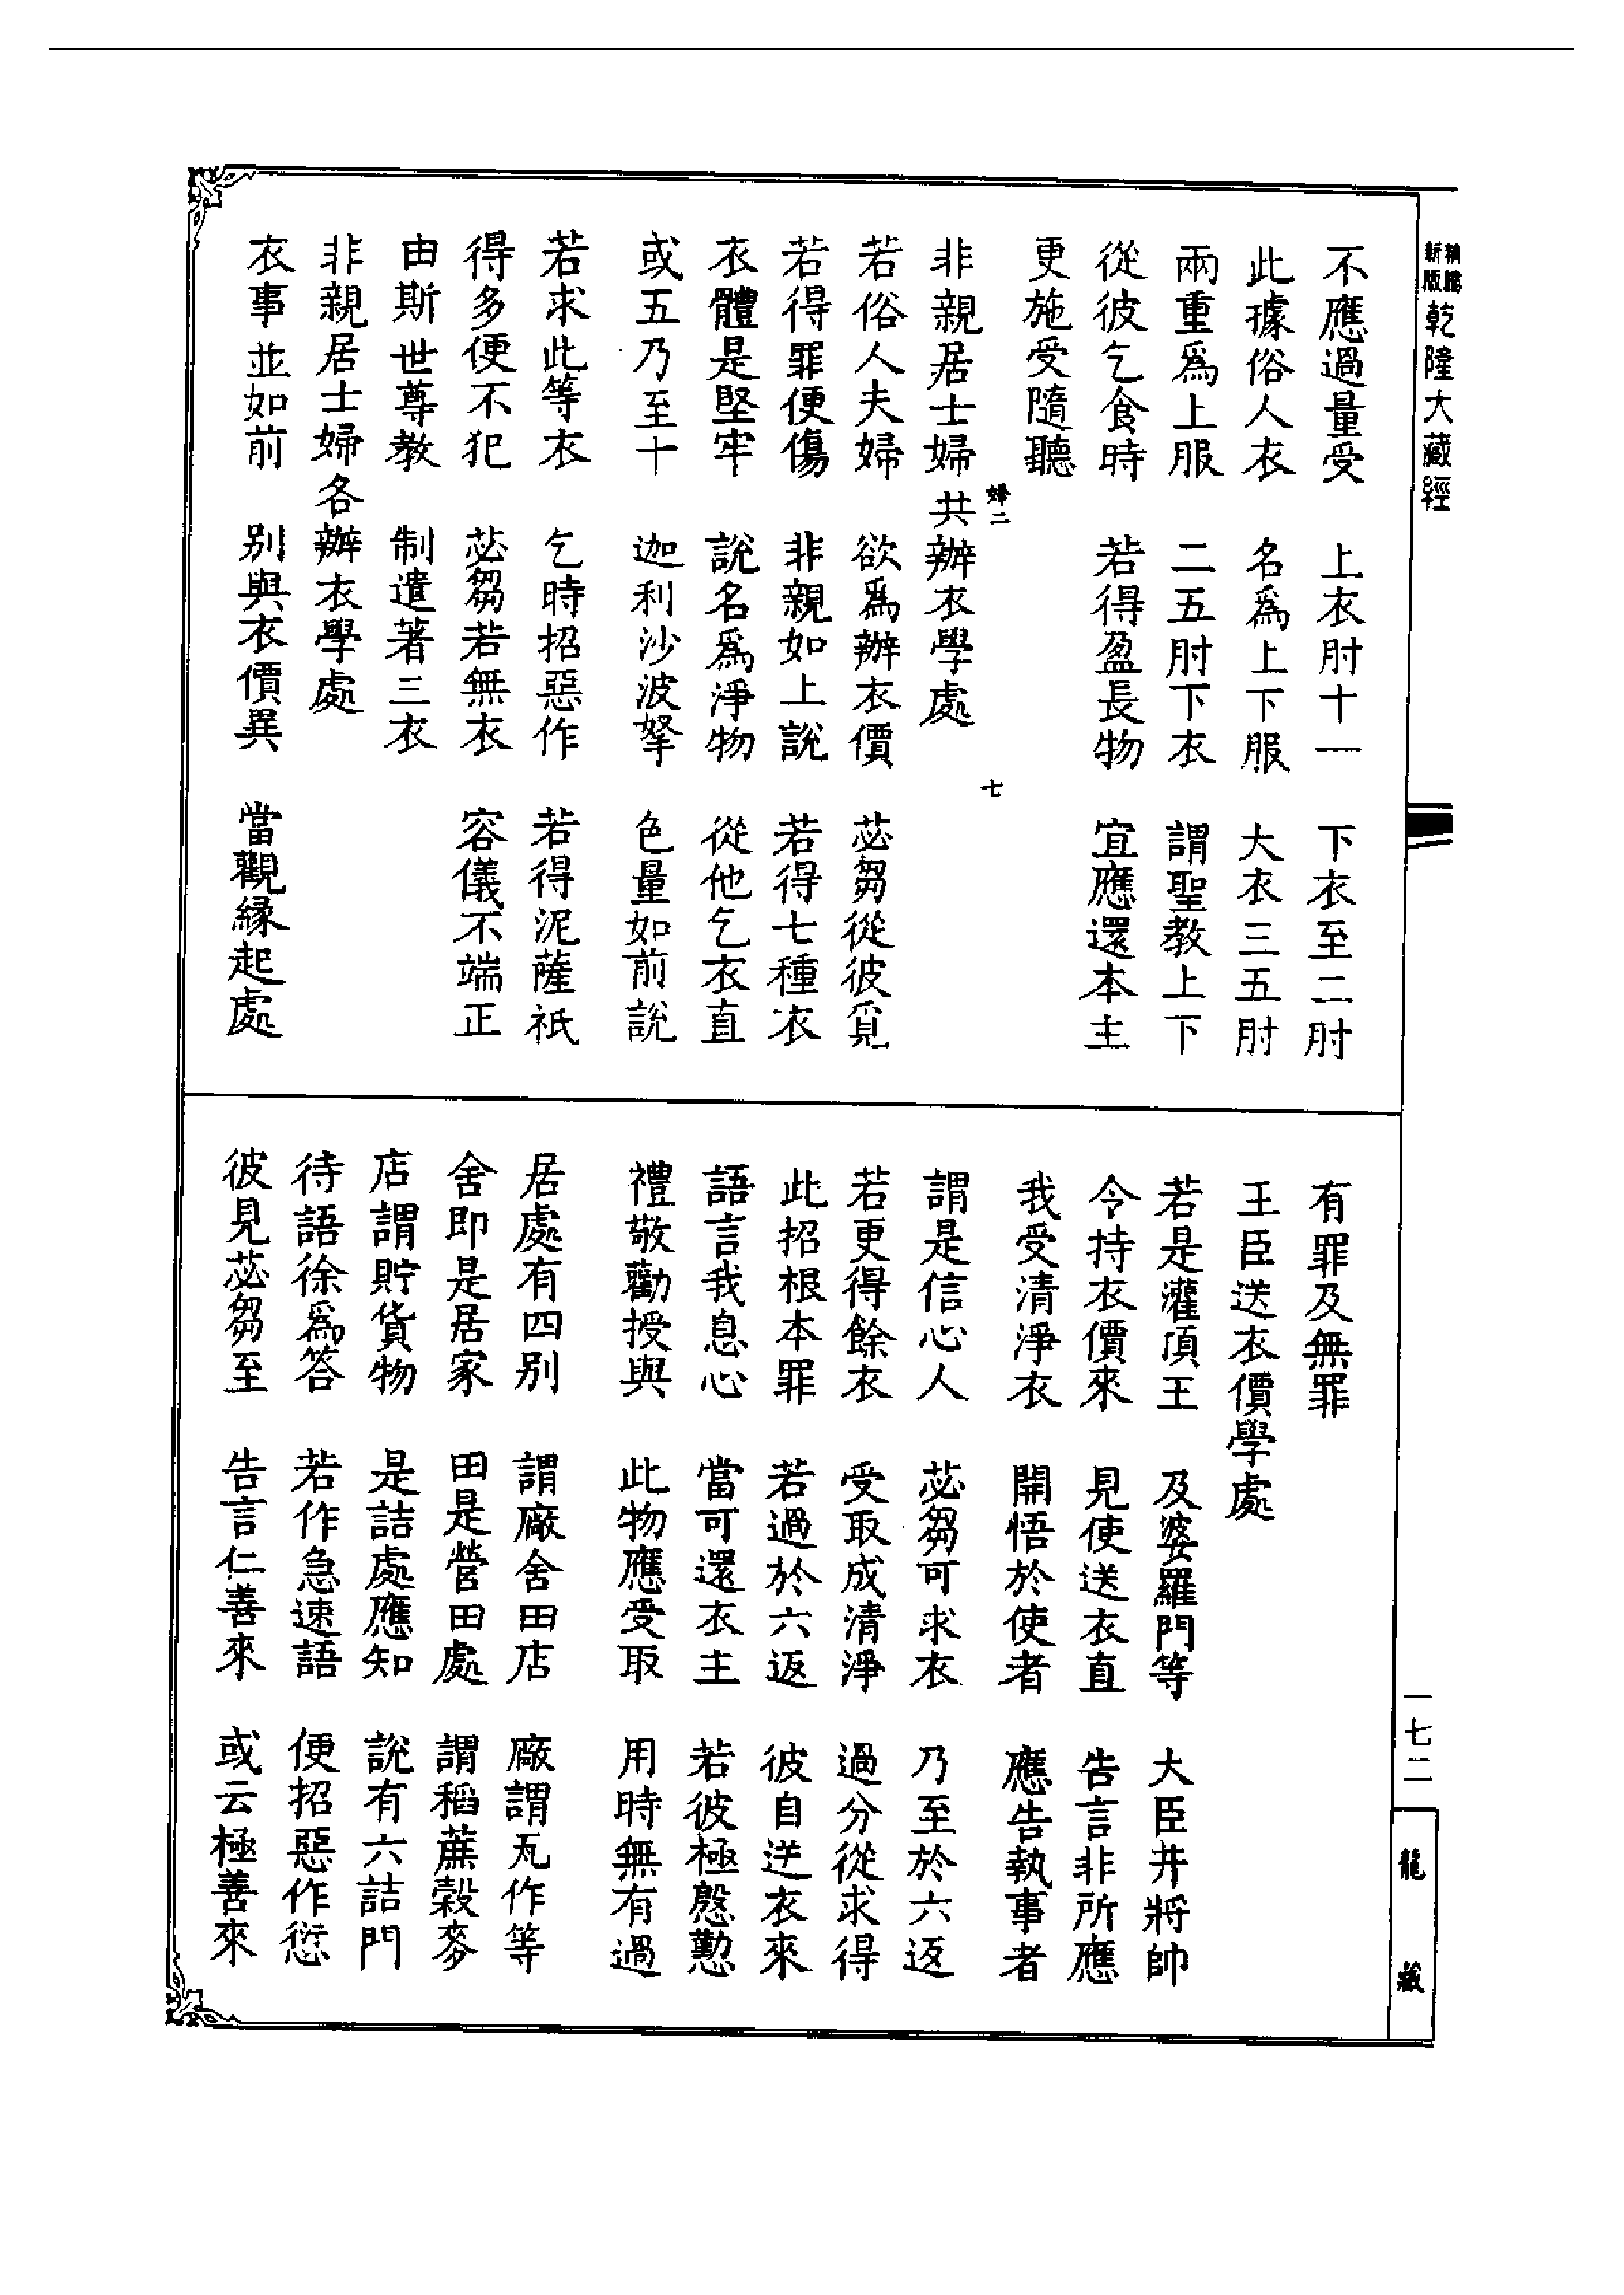 新版
乾隆大藏經
不應過量受 上衣肘十一 下衣至二肘
此據俗人衣 名爲上下服 大衣三五肘
兩重爲上服 二五肘下衣 謂聖教上下
從彼乞食時 若得盈長物 宜應還本主
更施受隨聽
婦二 七
非親居士婦共辦衣學處
若俗人夫婦 欲爲辦衣價 苾芻從彼覓
若得罪便傷 非親如上說 若得七種衣
衣體是堅牢 說名爲淨物 從他乞衣直
或五乃至十 迦利沙波拏 色量如前說
若求此等衣 乞時招惡作 若得泥薩祇
得多便不犯 苾芻若無衣 容儀不端正
由斯世尊教 制遣著三衣
非親居士婦各辦衣學處
衣事並如前 別與衣價異 當觀緣起處
有罪及無罪
王臣送衣價學處
若是灌頂王 及婆羅門等 大臣并將帥
令持衣價來 見使送衣直 告言非所應
我受清淨衣 開悟於使者 應告執事者
謂是信心人 苾芻可求衣 乃至於六返
若更得餘衣 受取成清淨 過分從求得
此招根本罪 若過於六返 彼自送衣來
語言我息心 當可還衣主 若彼極慇懃
禮敬勸授與 此物應受取 用時無有過
居處有四別 謂廠舍田店 廠謂瓦作等
舍即是居家 田是營田處 謂稻蔗穀麥
店謂貯貨物 是詰處應知 說有六詰門
待語徐爲答 若作急速語 便招惡作愆
彼見苾芻至 告言仁善來 或云極善來
一七二
龍藏